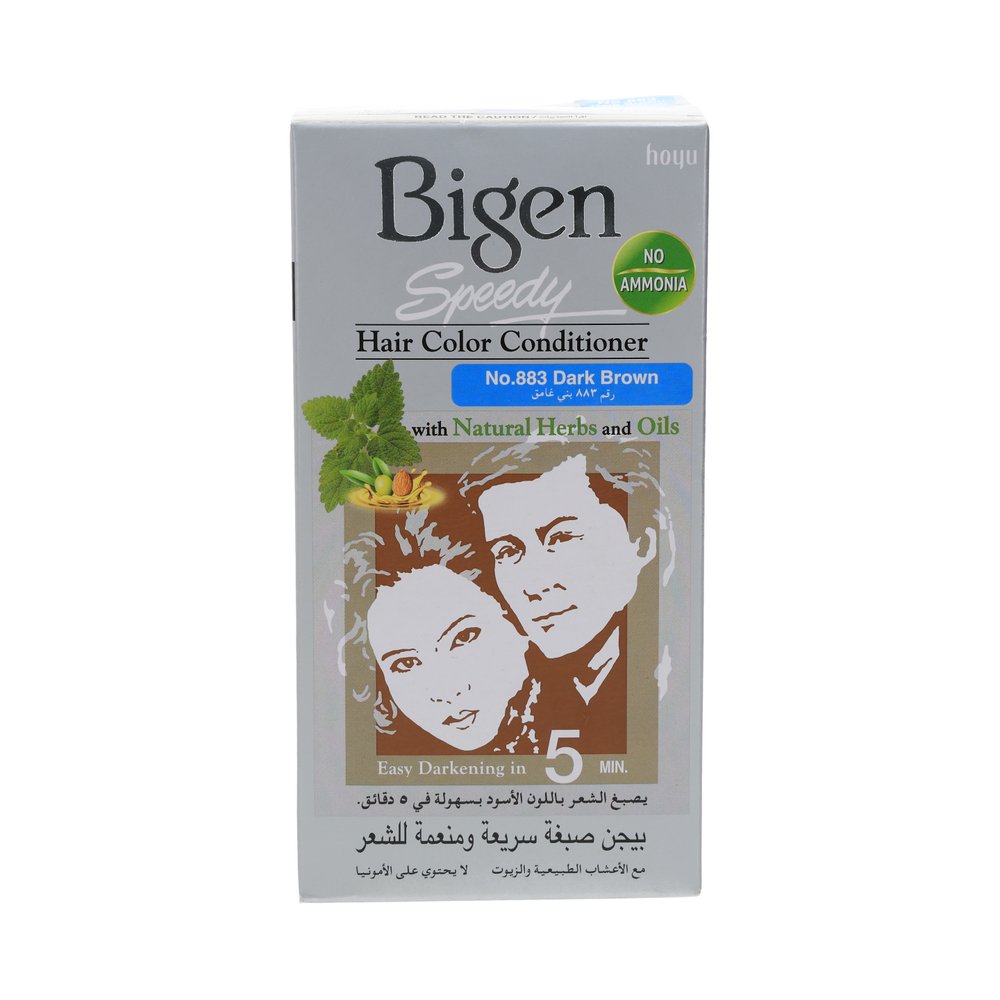 READ THE CAUTION /
hoyu
Bigen
Speedy
NO
AMMONIA
Hair Color Conditioner
No.883 Dark Brown
رقم ٨٨٣ بني غامق
with Natural Herbs and Oils
Easy Darkening in 5 MIN.
يصبغ الشعر باللون الأسود بسهولة في ٥ دقائق.
بيجن صبغة سريعة ومنعمة للشعر
مع الأعشاب الطبيعية والزيوت لا يحتوي على الأمونيا